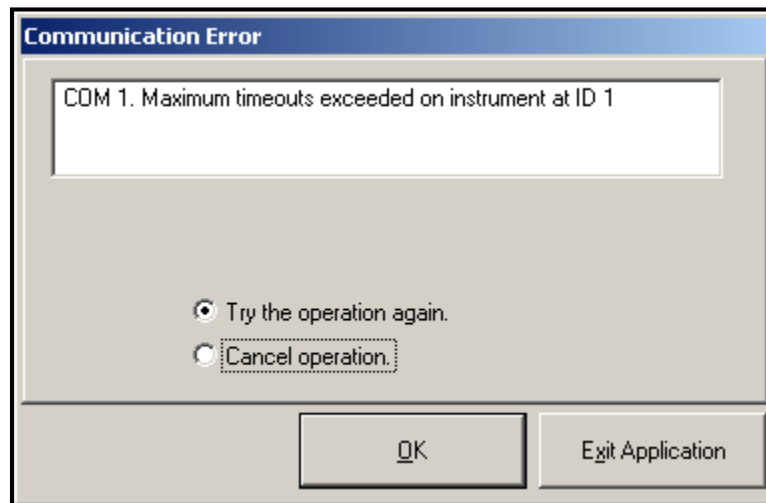 Communication Error
COM 1. Maximum timeouts exceeded on instrument at ID 1
Try the operation again.
Cancel operation.
OK
Exit Application